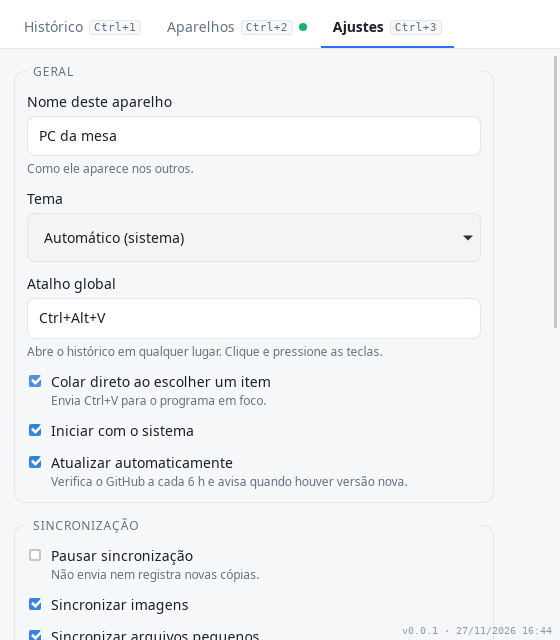 Histórico Ctrl+1 Aparelhos Ctrl+2 Ajustes Ctrl+3
GERAL
Nome deste aparelho
PC da mesa
Como ele aparece nos outros.
Tema
Automático (sistema)
Atalho global
Ctrl+Alt+V
Abre o histórico em qualquer lugar. Clique e pressione as teclas.
Colar direto ao escolher um item
Envia Ctrl+V para o programa em foco.
Iniciar com o sistema
Atualizar automaticamente
Verifica o GitHub a cada 6 h e avisa quando houver versão nova.
SINCRONIZAÇÃO
Pausar sincronização
Não envia nem registra novas cópias.
Sincronizar imagens
Sincronizar arquivos pequenos
v0.0.1 · 27/11/2026 16:44